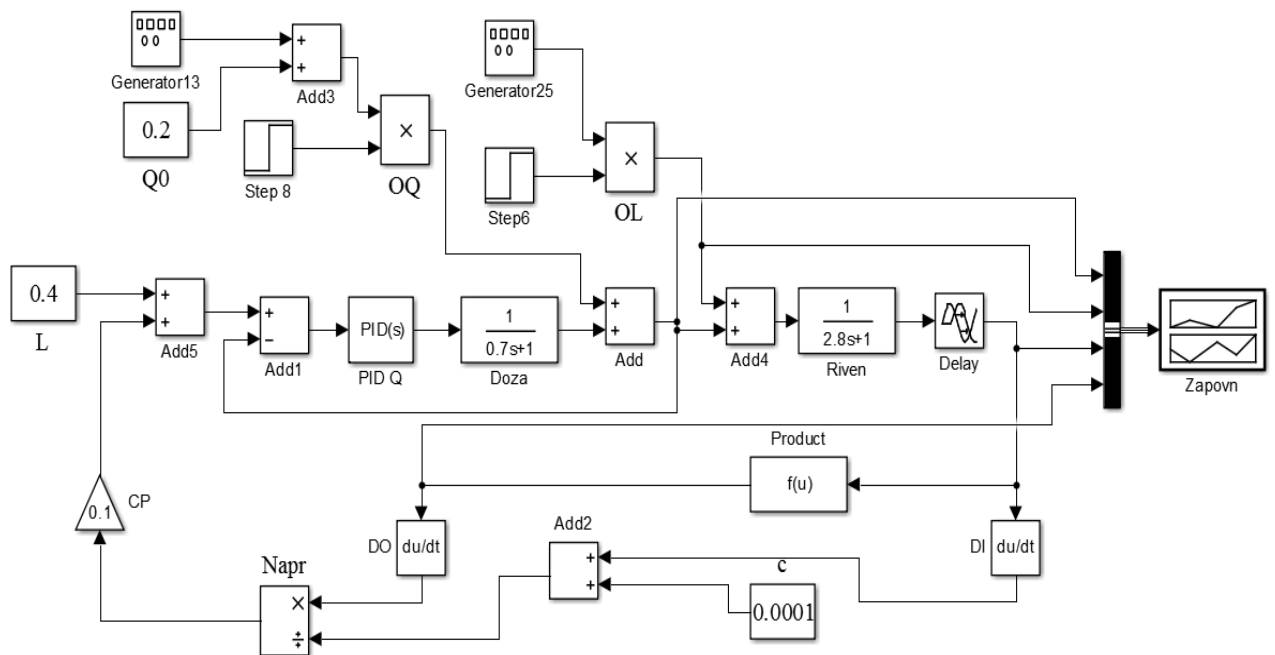 Generator13
+
+
Add3
Generator25
0.2
Q0
Step 8
×
OQ
Step6
×
OL
0.4
L
+
+
Add5
+
−
Add1
PID(s)
PID Q
1
0.7s+1
Doza
+
+
Add
+
+
Add4
1
2.8s+1
Riven
Delay
Zapovn
Product
f(u)
0.1
CP
DO
du/dt
Add2
+
+
c
0.0001
DI
du/dt
Napr
×
÷